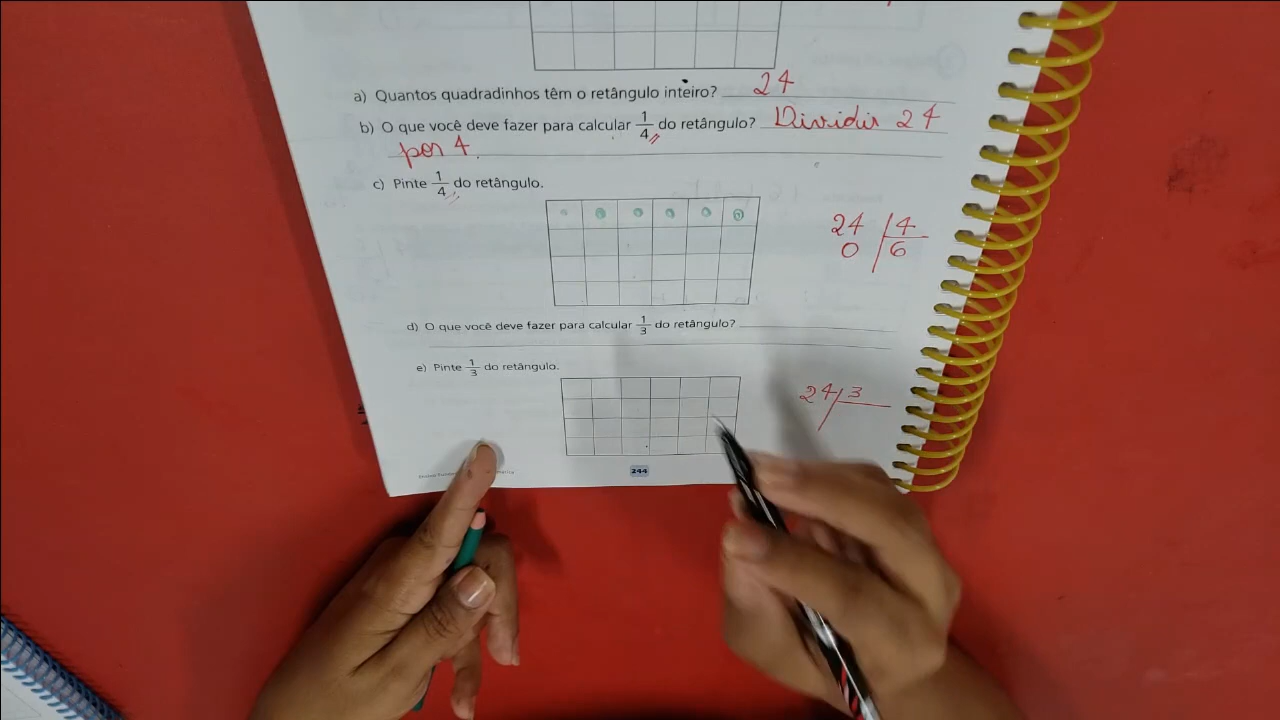 a) Quantos quadradinhos têm o retângulo inteiro? 24
b) O que você deve fazer para calcular 1/4 do retângulo? Dividir 24
por 4.
c) Pinte 1/4 do retângulo.
24 | 4
0 6
d) O que você deve fazer para calcular 1/3 do retângulo?
e) Pinte 1/3 do retângulo.
24 | 3
244